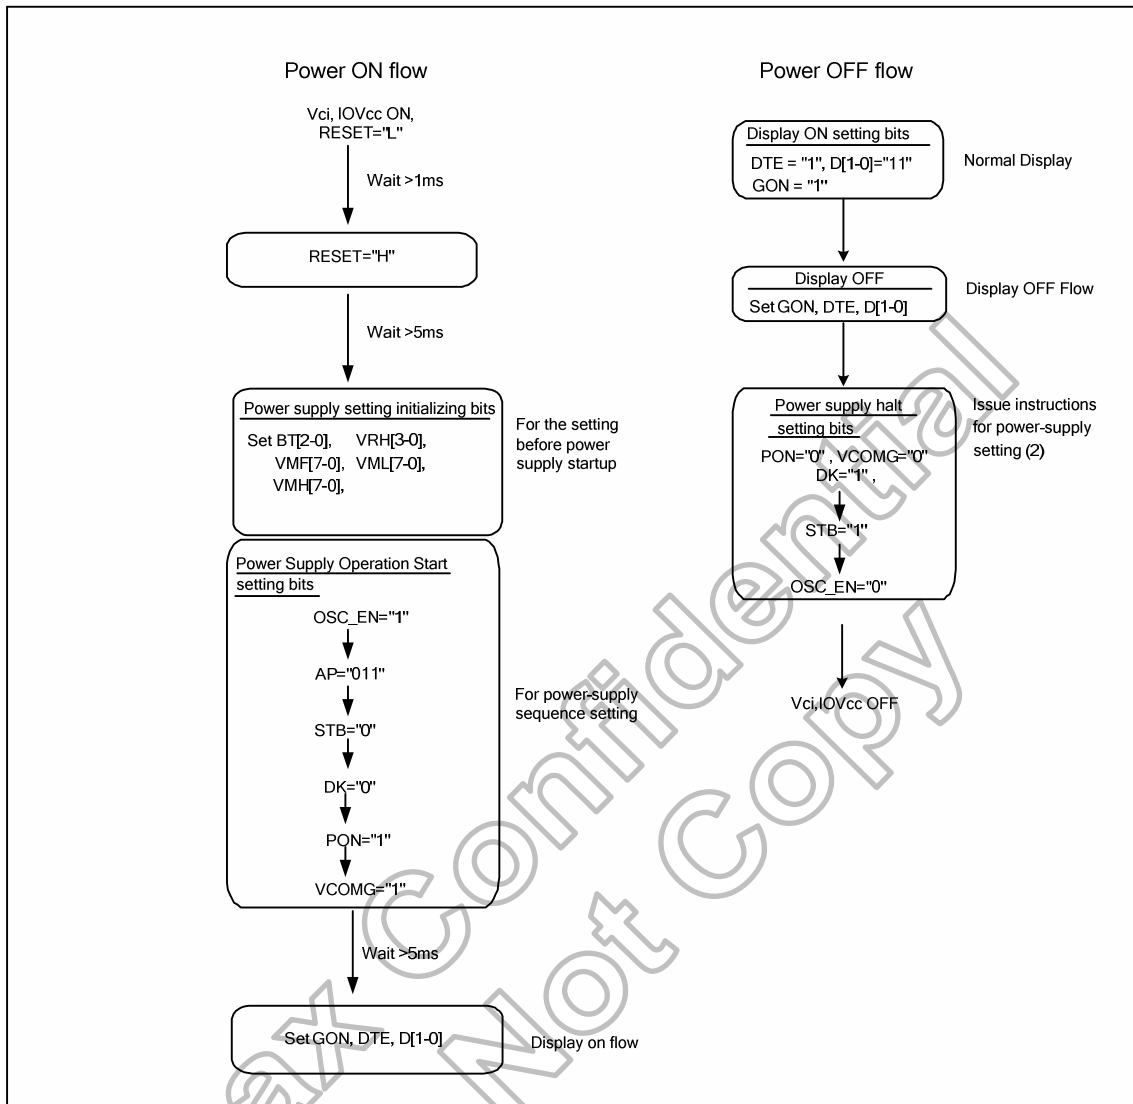 Power ON flow
Vci, IOVcc ON,
RESET="L"
Wait >1ms
RESET="H"
Wait >5ms
Power supply setting initializing bits
Set BT[2-0], VRH[3-0],
VMF[7-0], VML[7-0],
VMH[7-0],
For the setting
before power
supply startup
Power Supply Operation Start
setting bits
OSC_EN="1"
AP="011"
STB="0"
DK="0"
PON="1"
VCOMG="1"
For power-supply
sequence setting
Wait >5ms
Set GON, DTE, D[1-0]
Display on flow
Power OFF flow
Display ON setting bits
DTE = "1", D[1-0]="11"
GON = "1"
Normal Display
Display OFF
Set GON, DTE, D[1-0]
Display OFF Flow
Power supply halt
setting bits
PON="0" , VCOMG="0"
DK="1" ,
STB="1"
OSC_EN="0"
Issue instructions
for power-supply
setting (2)
Vci,IOVcc OFF
ax Confidential
Not Copy